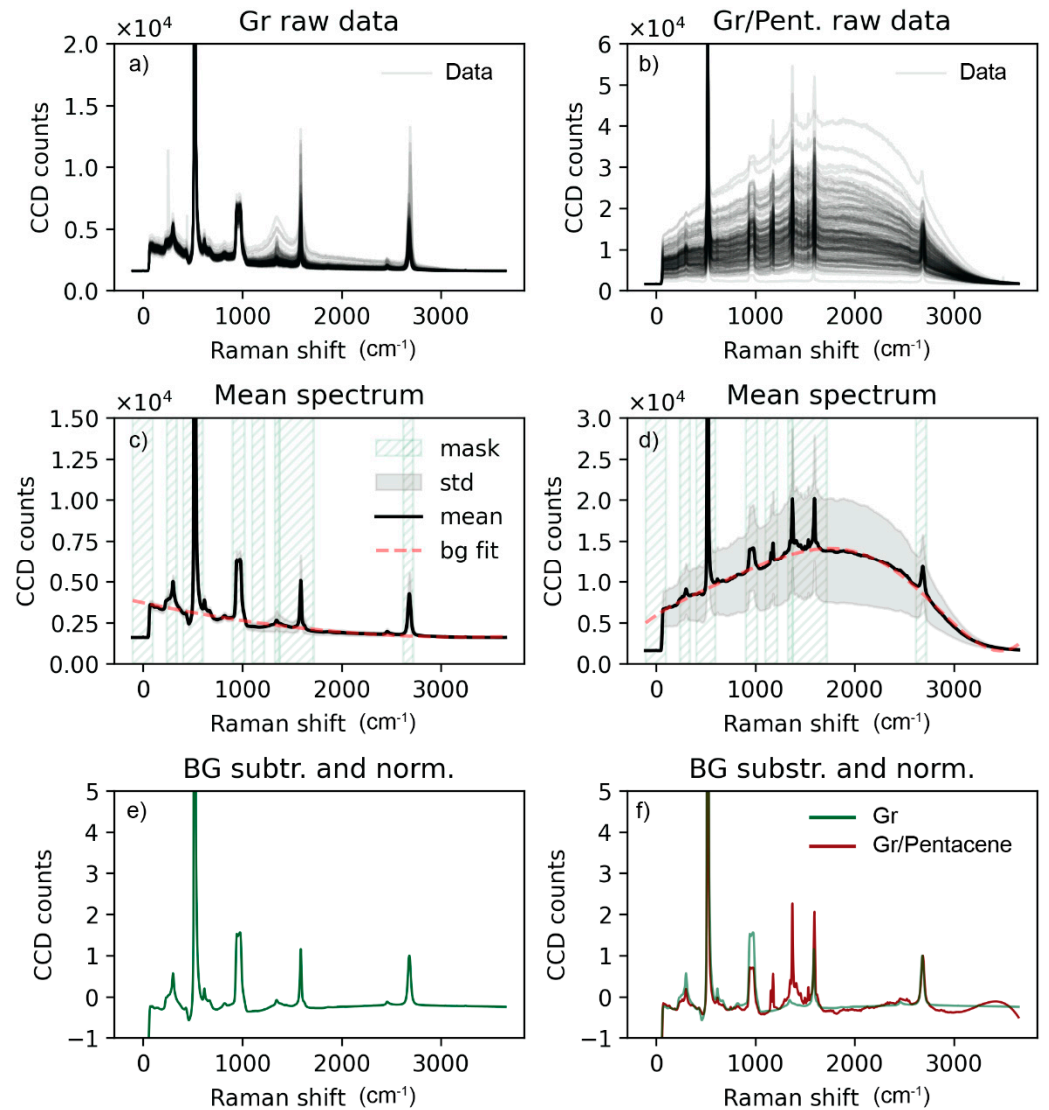 Gr raw data
×10⁴
a)
Data
2.0
1.5
1.0
0.5
0.0
CCD counts
0
1000
2000
3000
Raman shift (cm⁻¹)
Gr/Pent. raw data
×10⁴
b)
Data
6
5
4
3
2
1
0
CCD counts
0
1000
2000
3000
Raman shift (cm⁻¹)
Mean spectrum
×10⁴
c)
mask
std
mean
bg fit
1.50
1.25
1.00
0.75
0.50
0.25
0.00
CCD counts
0
1000
2000
3000
Raman shift (cm⁻¹)
Mean spectrum
×10⁴
d)
3.0
2.5
2.0
1.5
1.0
0.5
0.0
CCD counts
0
1000
2000
3000
Raman shift (cm⁻¹)
BG subtr. and norm.
e)
5
4
3
2
1
0
−1
CCD counts
0
1000
2000
3000
Raman shift (cm⁻¹)
BG substr. and norm.
f)
Gr
Gr/Pentacene
5
4
3
2
1
0
−1
CCD counts
0
1000
2000
3000
Raman shift (cm⁻¹)